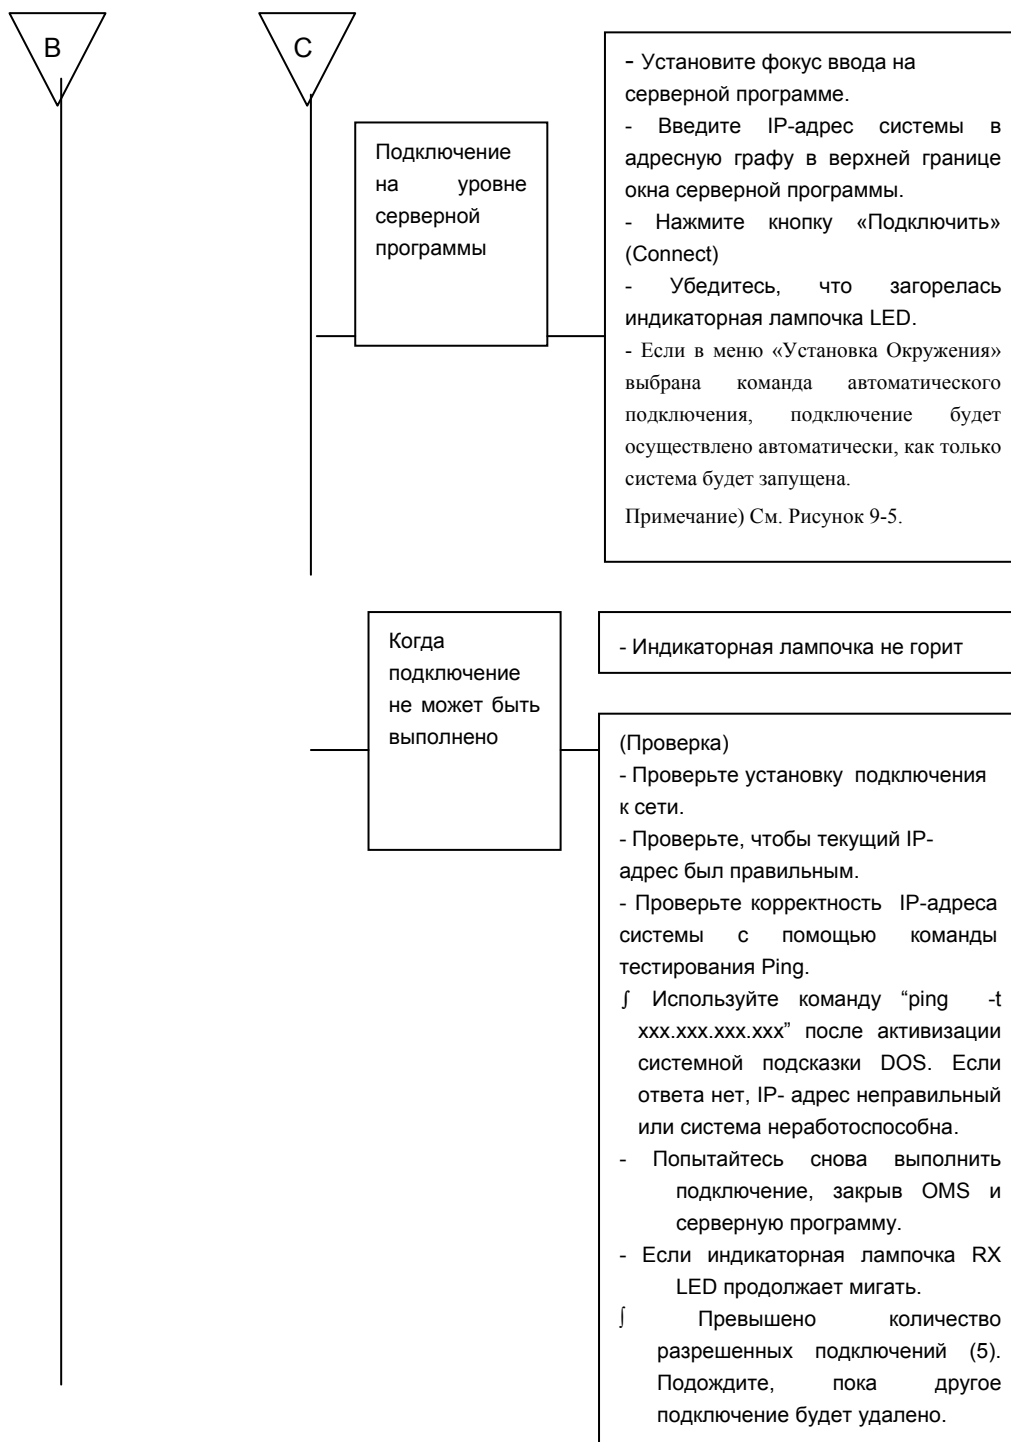 В
С
Подключение
на уровне
серверной
программы
- Установите фокус ввода на
серверной программе.
- Введите IP-адрес системы в
адресную графу в верхней границе
окна серверной программы.
- Нажмите кнопку «Подключить»
(Connect)
- Убедитесь, что загорелась
индикаторная лампочка LED.
- Если в меню «Установка Окружения»
выбрана команда автоматического
подключения, подключение будет
осуществлено автоматически, как только
система будет запущена.
Примечание) См. Рисунок 9-5.
Когда
подключение
не может быть
выполнено
- Индикаторная лампочка не горит
(Проверка)
- Проверьте установку подключения
к сети.
- Проверьте, чтобы текущий IP-
адрес был правильным.
- Проверьте корректность IP-адреса
системы с помощью команды
тестирования Ping.
∫ Используйте команду “ping -t
xxx.xxx.xxx.xxx” после активизации
системной подсказки DOS. Если
ответа нет, IP- адрес неправильный
или система неработоспособна.
- Попытайтесь снова выполнить
подключение, закрыв OMS и
серверную программу.
- Если индикаторная лампочка RX
LED продолжает мигать.
∫ Превышено количество
разрешенных подключений (5).
Подождите, пока другое
подключение будет удалено.